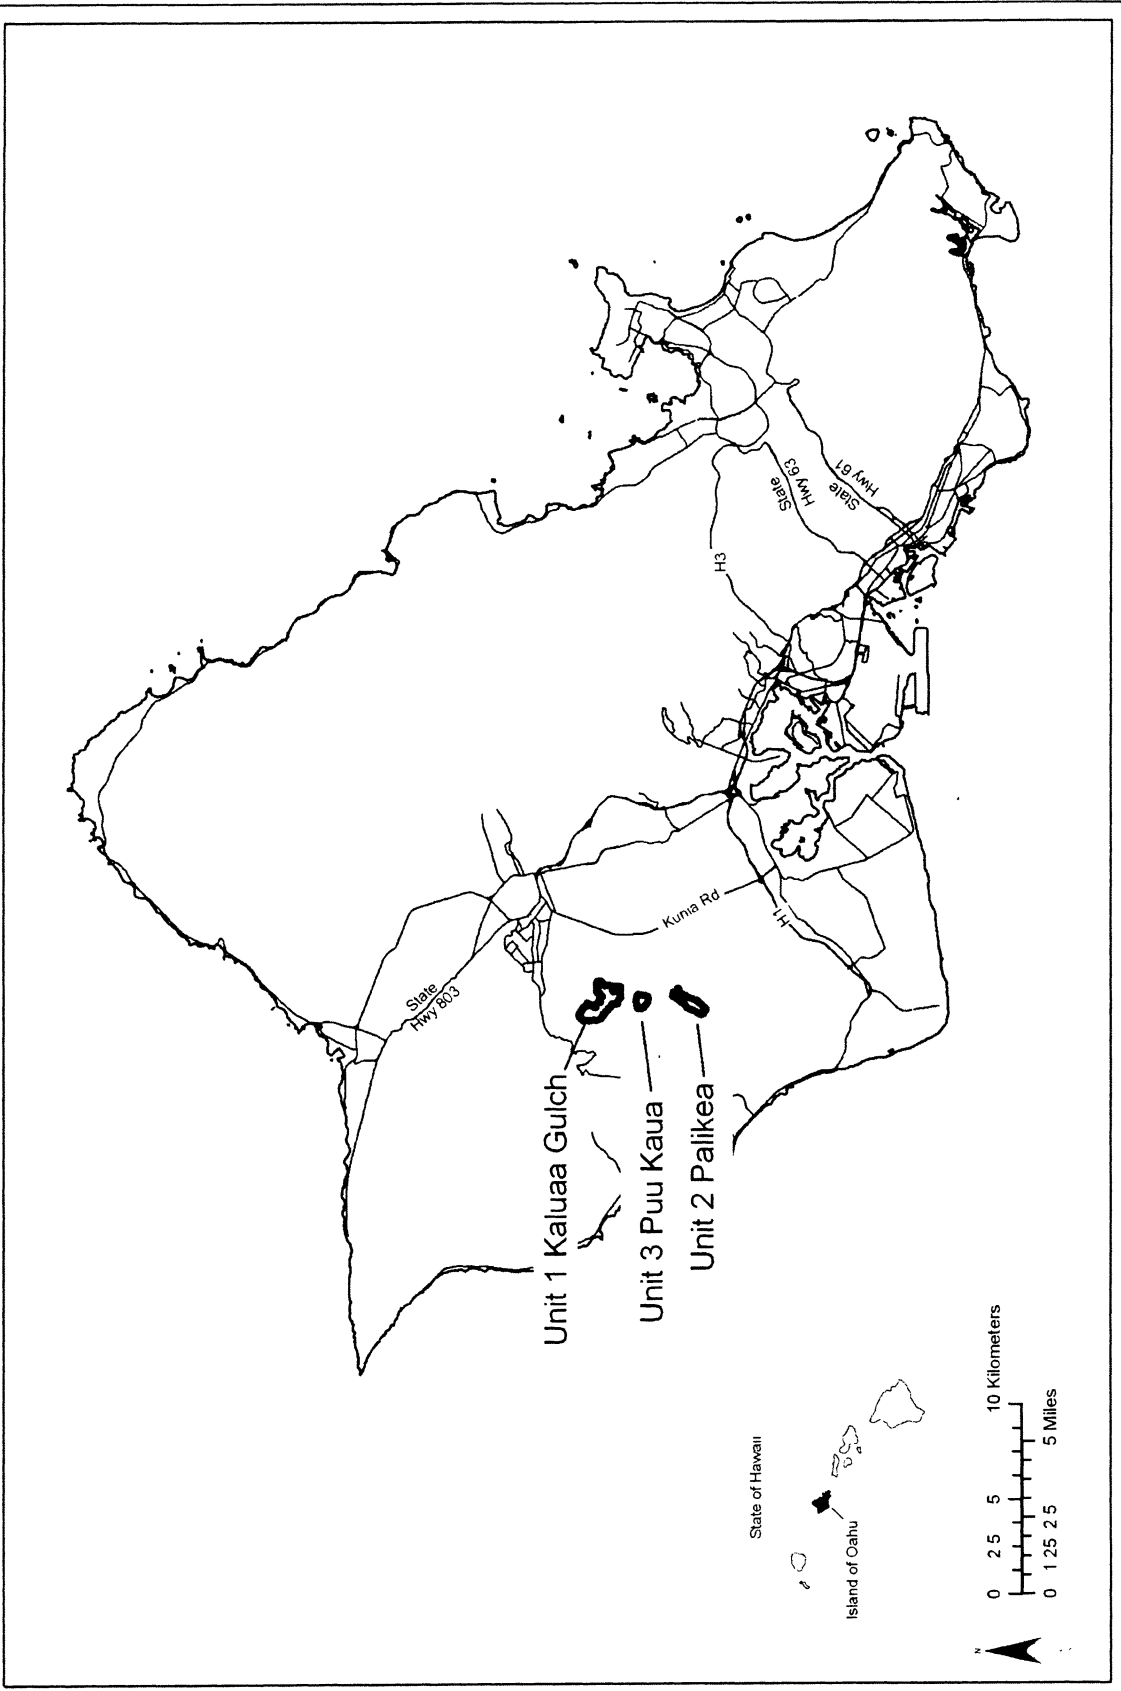 State
Hwy 803
Kunia Rd
H1
H3
State
Hwy 63
State
Hwy 61
Unit 1 Kaluaa Gulch
Unit 3 Puu Kaua
Unit 2 Palikea
State of Hawaii
Island of Oahu
N
0 2 5 5 10 Kilometers
0 1 25 2 5 5 Miles